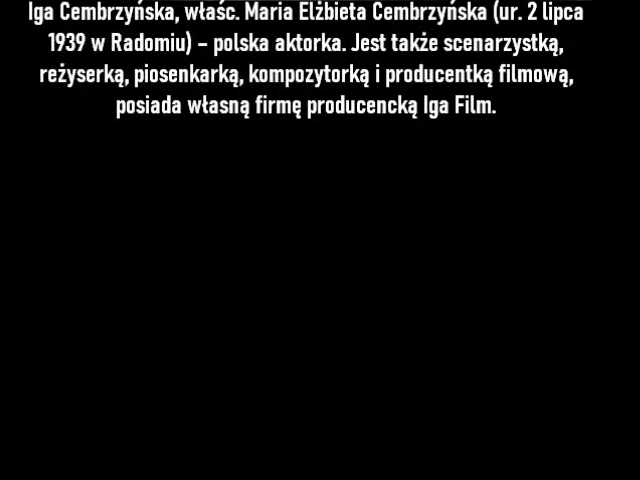 Iga Cembrzyńska, właśc. Maria Elżbieta Cembrzyńska (ur. 2 lipca
1939 w Radomiu) – polska aktorka. Jest także scenarzystką,
reżyserką, piosenkarką, kompozytorką i producentką filmową,
posiada własną firmę producencką Iga Film.